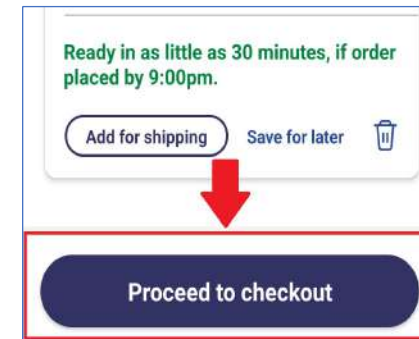 Ready in as little as 30 minutes, if order
placed by 9:00pm.
Add for shipping Save for later
Proceed to checkout